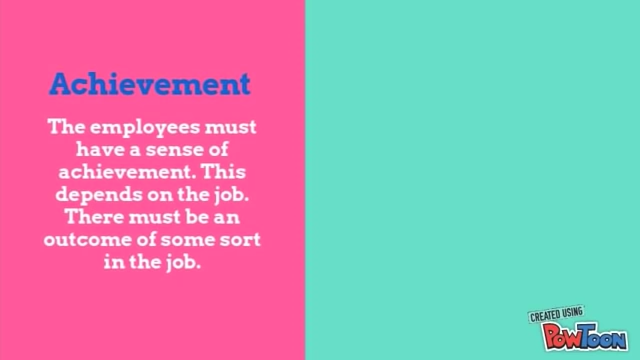 Achievement
The employees must
have a sense of
achievement. This
depends on the job.
There must be an
outcome of some sort
in the job.
CREATED USING
POWTOON